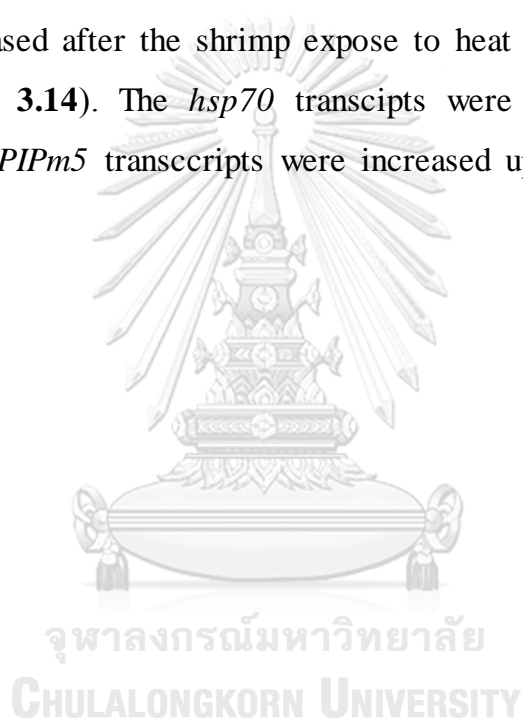 ased after the shrimp expose to heat
3.14). The hsp70 transcipts were
PIPm5 transccripts were increased u
จุฬาลงกรณ์มหาวิทยาลัย
CHULALONGKORN UNIVERSITY